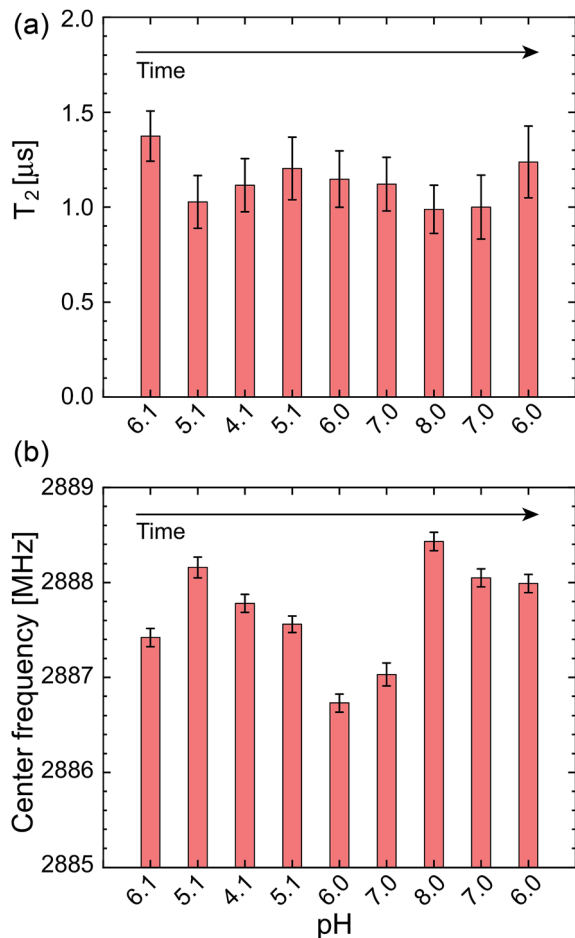 (a)
2.0
Time
1.5
T2 [μs]
1.0
0.5
0.0
6.1 5.1 4.1 5.1 6.0 7.0 8.0 7.0 6.0
(b)
2889
Time
2888
Center frequency [MHz]
2887
2886
2885
6.1 5.1 4.1 5.1 6.0 7.0 8.0 7.0 6.0
pH